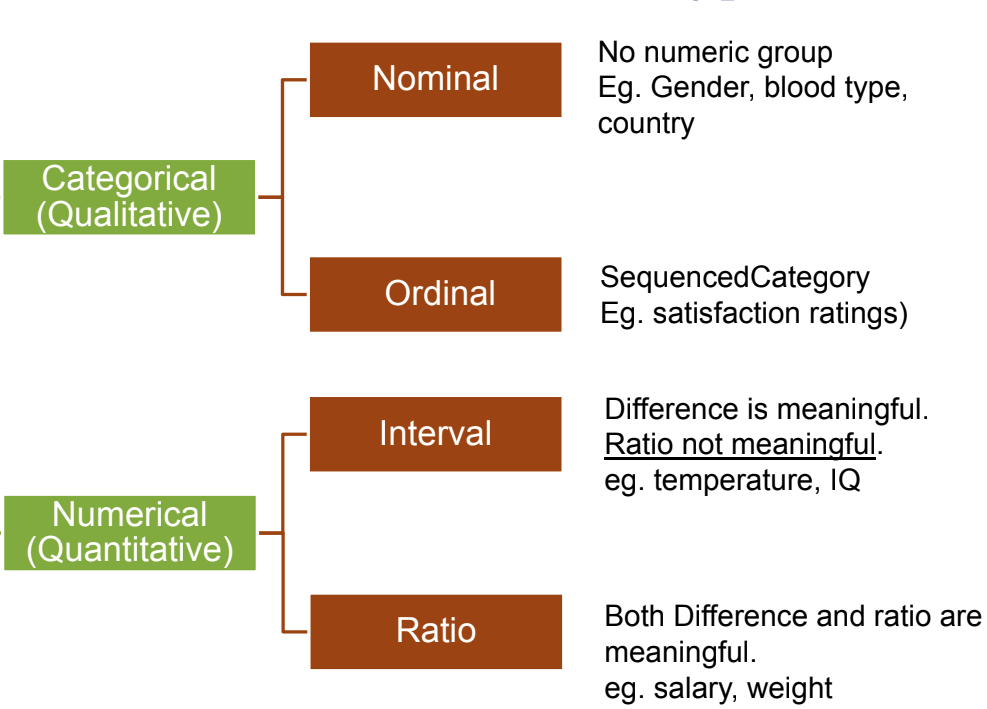 Nominal
No numeric group
Eg. Gender, blood type,
country
Categorical
(Qualitative)
Ordinal
SequencedCategory
Eg. satisfaction ratings)
Interval
Difference is meaningful.
Ratio not meaningful.
eg. temperature, IQ
Numerical
(Quantitative)
Ratio
Both Difference and ratio are
meaningful.
eg. salary, weight